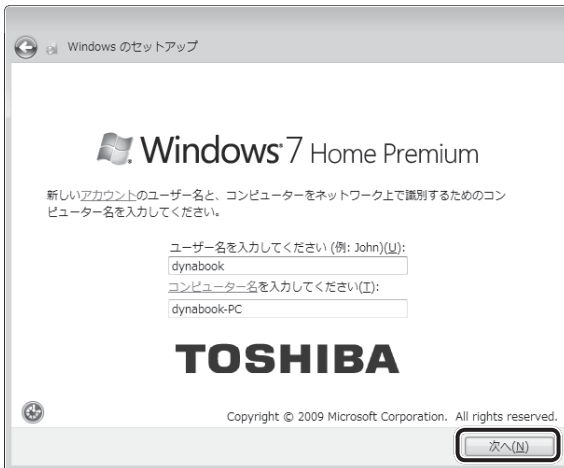 Windows のセットアップ
Windows 7 Home Premium
新しいアカウントのユーザー名と、コンピューターをネットワーク上で識別するためのコン
ピューター名を入力してください。
ユーザー名を入力してください (例: John)(U):
dynabook
コンピューター名を入力してください(T):
dynabook-PC
TOSHIBA
Copyright © 2009 Microsoft Corporation. All rights reserved.
次へ(N)